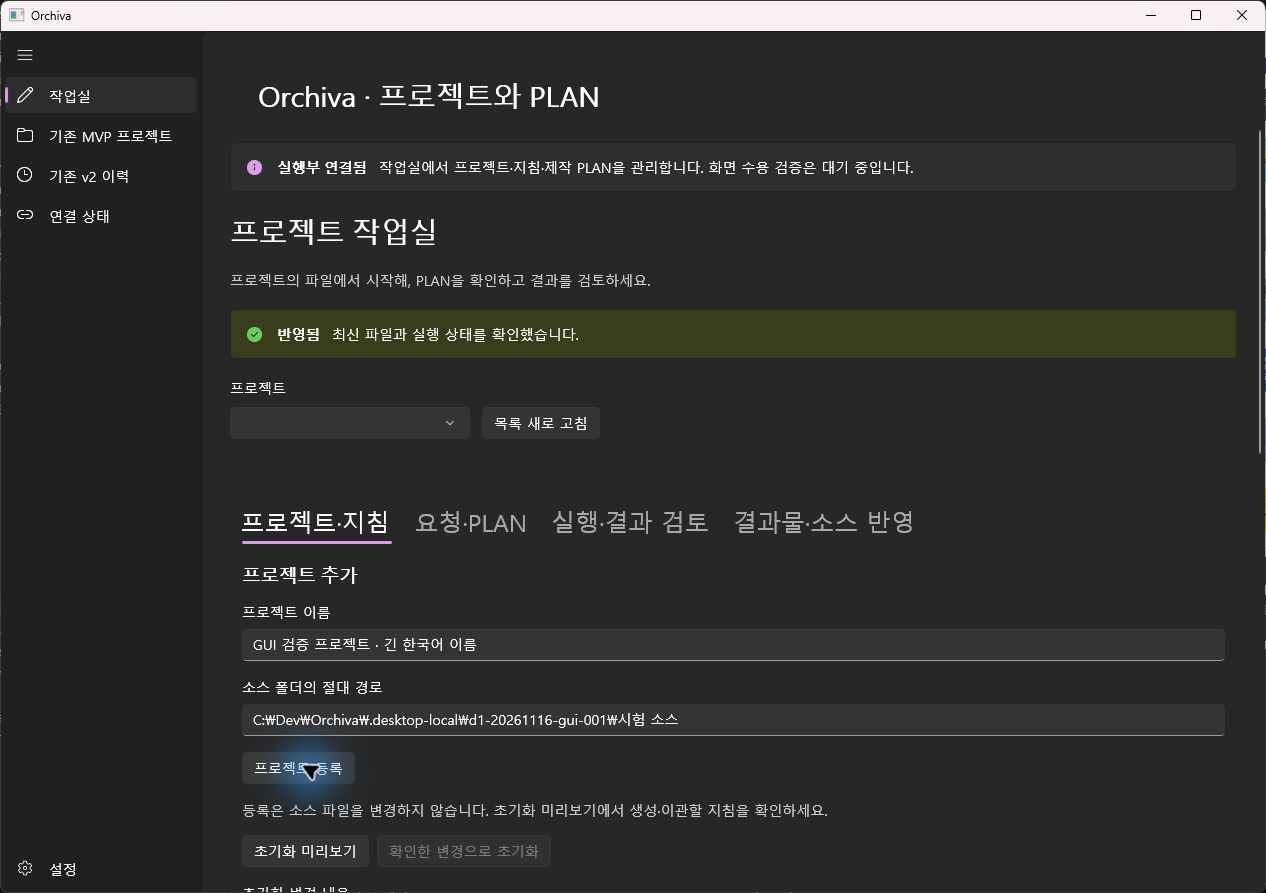 Orchiva
작업실
기존 MVP 프로젝트
기존 v2 이력
연결 상태
설정
Orchiva · 프로젝트와 PLAN
실행부 연결됨 작업실에서 프로젝트·지침·제작 PLAN을 관리합니다. 화면 수용 검증은 대기 중입니다.
프로젝트 작업실
프로젝트의 파일에서 시작해, PLAN을 확인하고 결과를 검토하세요.
반영됨 최신 파일과 실행 상태를 확인했습니다.
프로젝트
목록 새로 고침
프로젝트·지침 요청·PLAN 실행·결과 검토 결과물·소스 반영
프로젝트 추가
프로젝트 이름
GUI 검증 프로젝트 · 긴 한국어 이름
소스 폴더의 절대 경로
C:₩Dev₩Orchiva₩.desktop-local₩d1-20261116-gui-001₩시험 소스
프로젝트 등록
등록은 소스 파일을 변경하지 않습니다. 초기화 미리보기에서 생성·이관할 지침을 확인하세요.
초기화 미리보기 확인한 변경으로 초기화
초기화 변경 내용